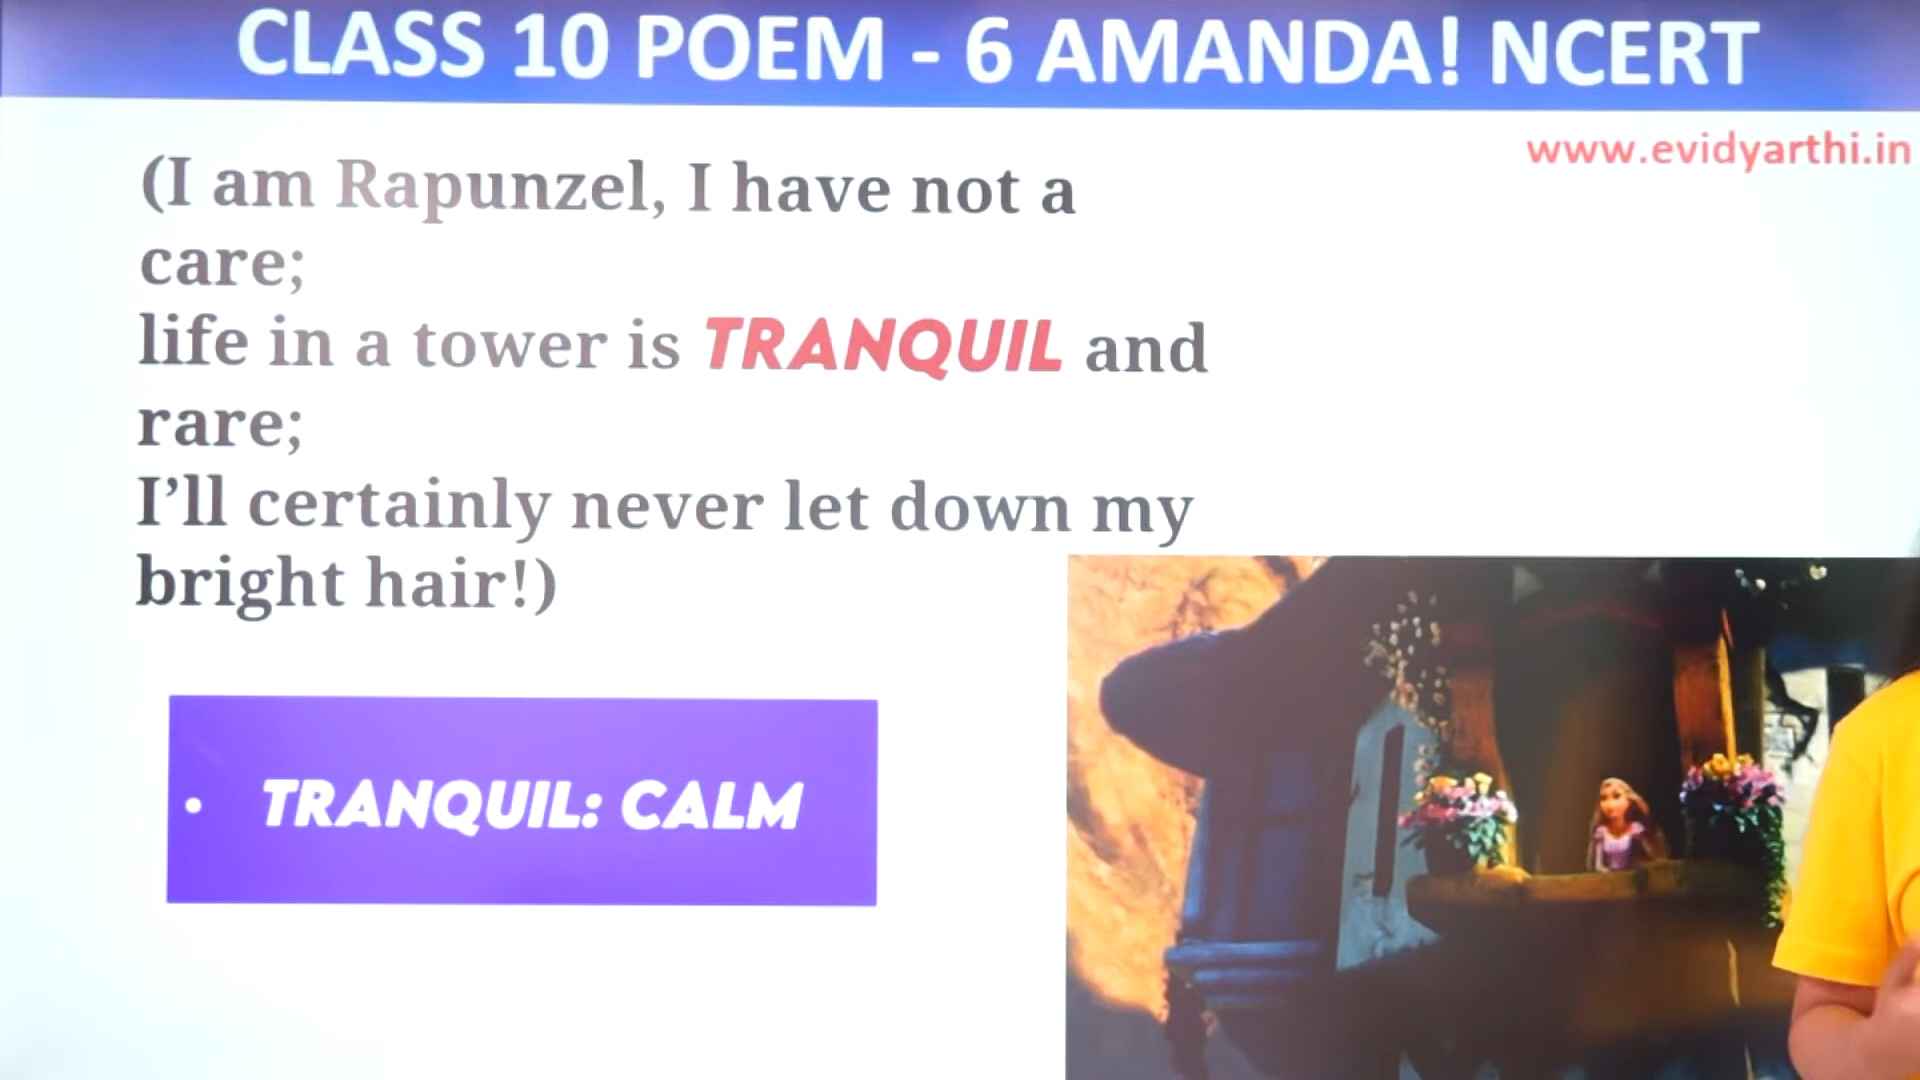 CLASS 10 POEM - 6 AMANDA! NCERT
www.evidyarthi.in
(I am Rapunzel, I have not a
care;
life in a tower is TRANQUIL and
rare;
I’ll certainly never let down my
bright hair!)
• TRANQUIL: CALM